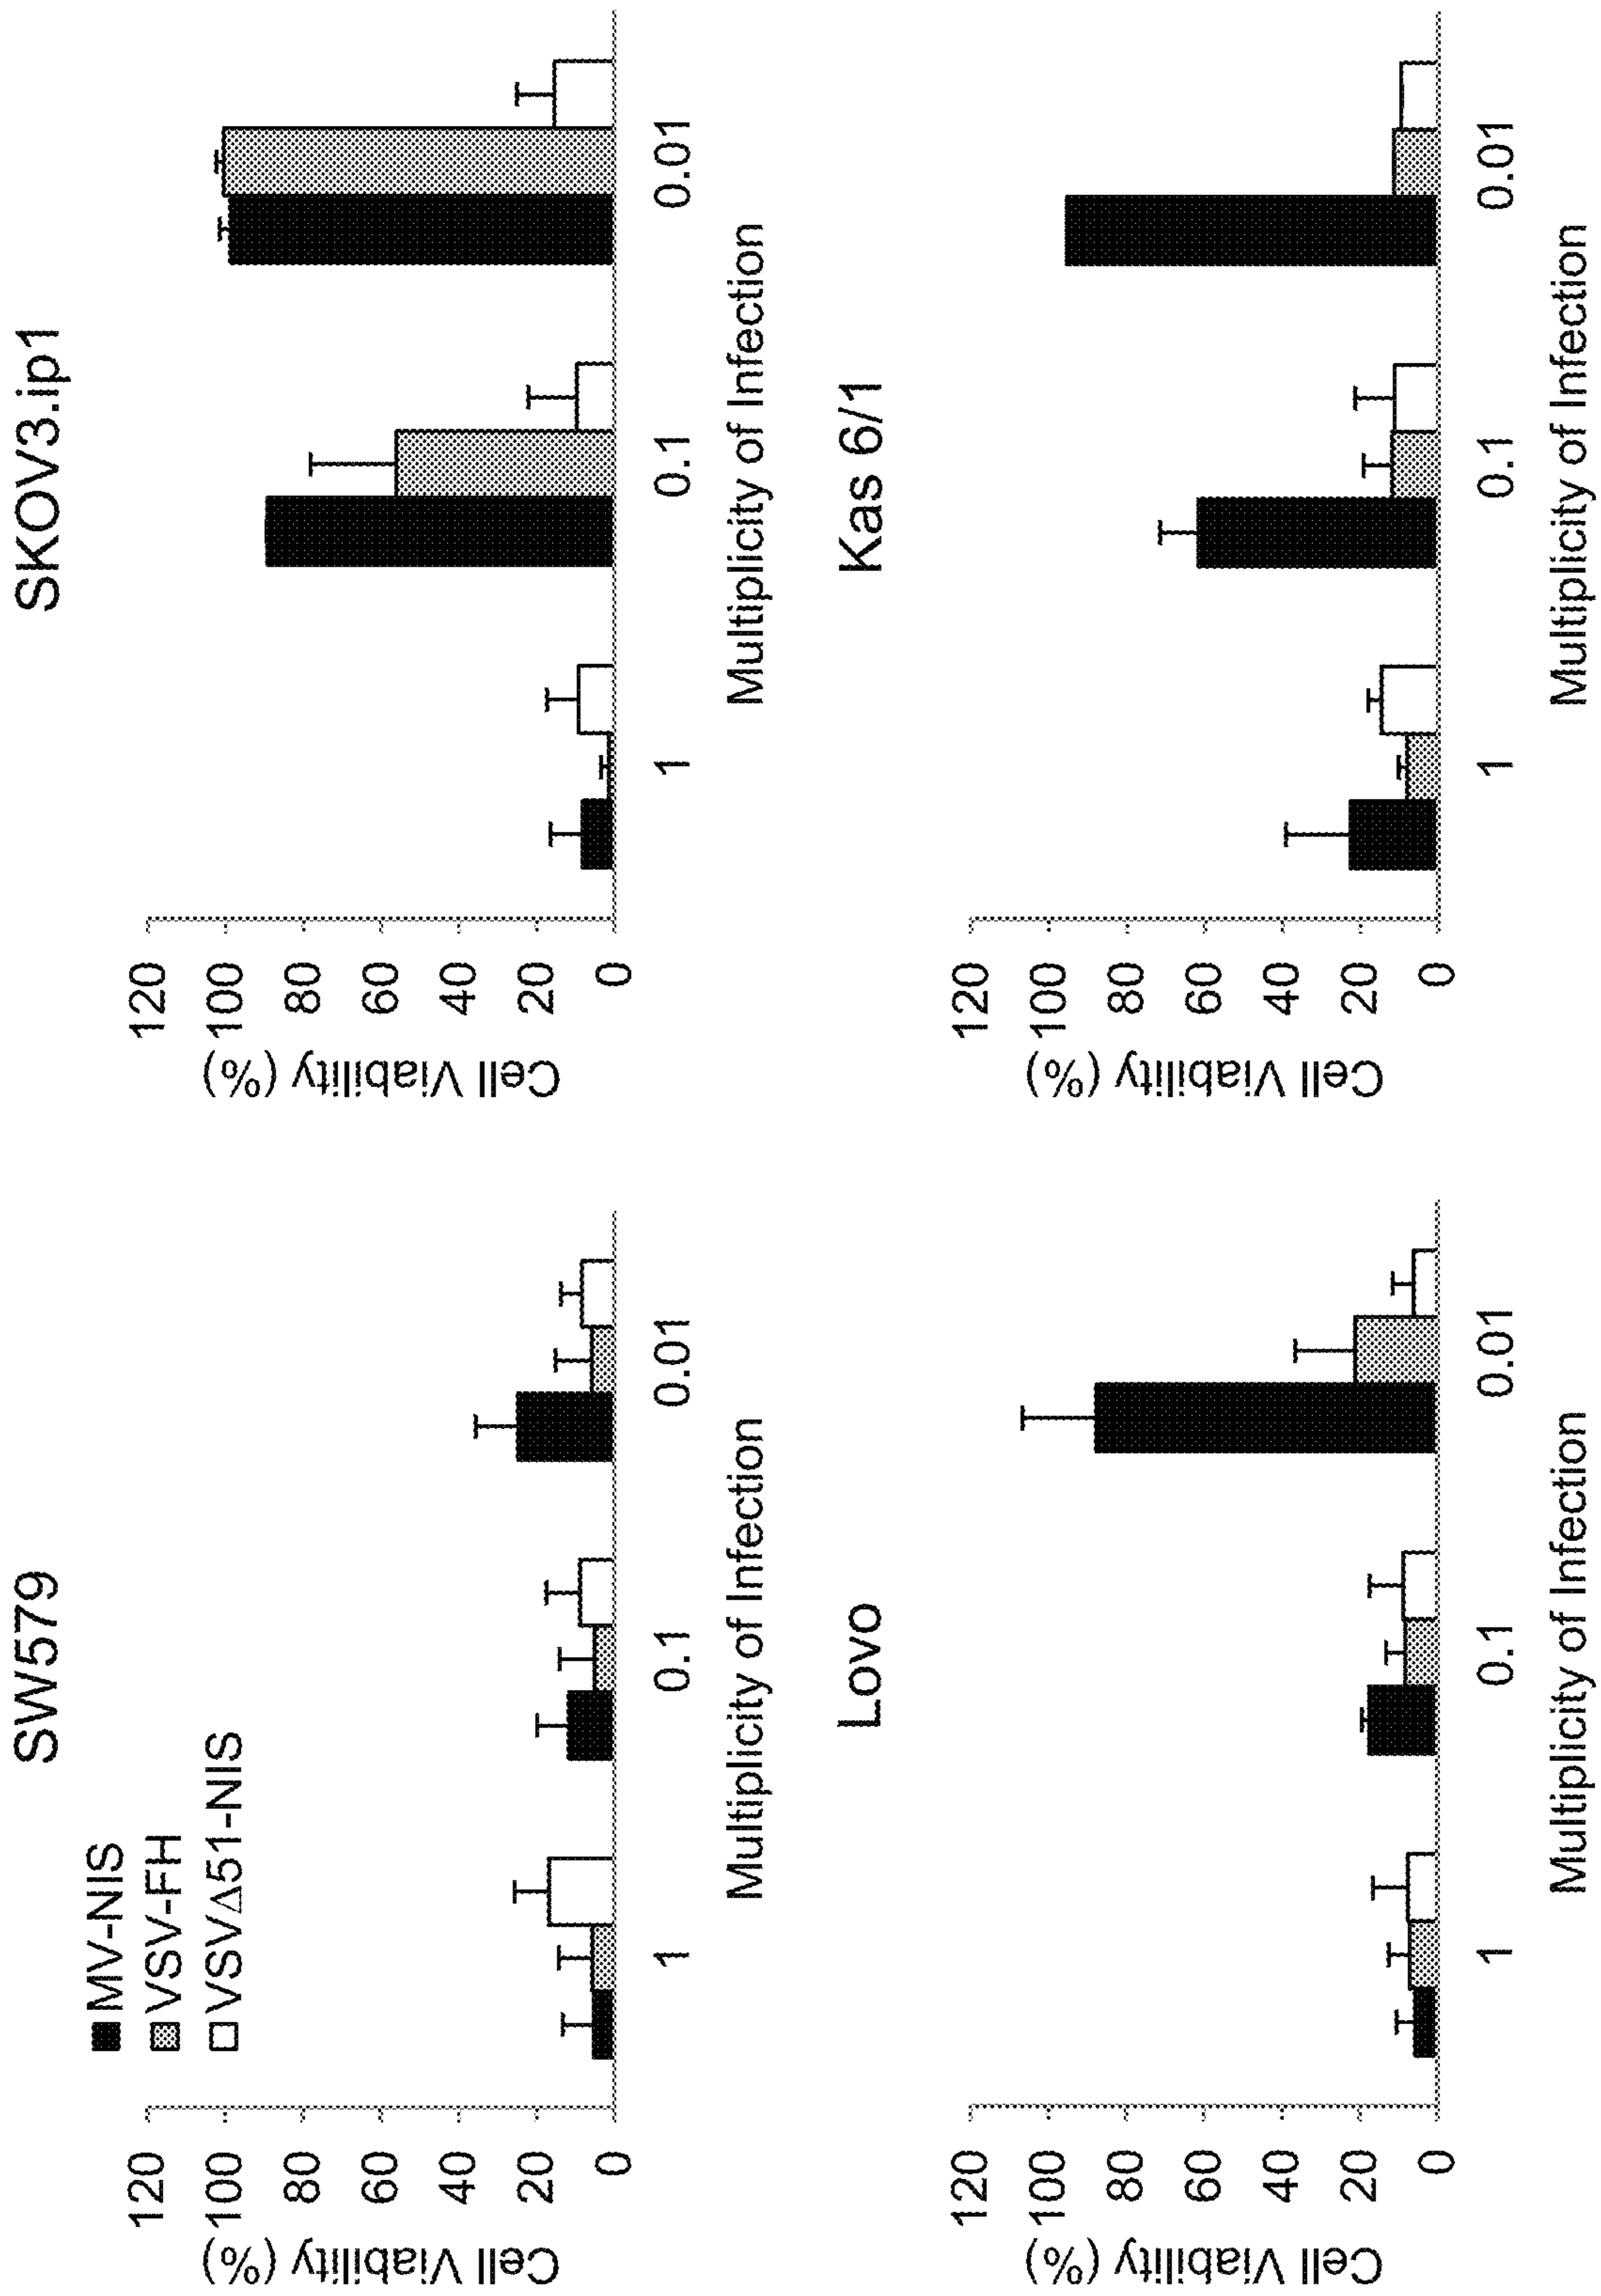 SW579
MV-NIS
VSV-FH
VSVΔ51-NIS
Cell Viability (%)
120
100
80
60
40
20
0
1
0.1
0.01
Multiplicity of Infection
SKOV3.ip1
Cell Viability (%)
120
100
80
60
40
20
0
1
0.1
0.01
Multiplicity of Infection
Lovo
Cell Viability (%)
120
100
80
60
40
20
0
1
0.1
0.01
Multiplicity of Infection
Kas 6/1
Cell Viability (%)
120
100
80
60
40
20
0
1
0.1
0.01
Multiplicity of Infection